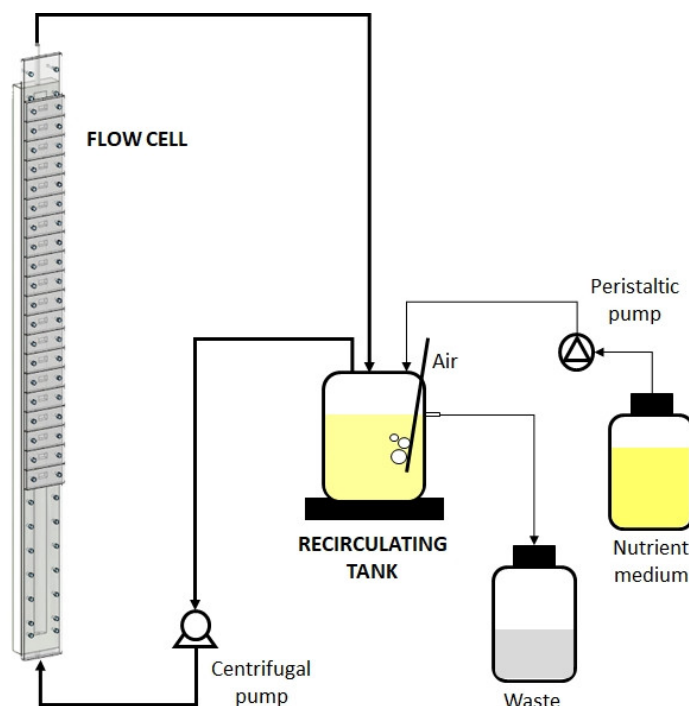 FLOW CELL
Peristaltic
pump
Air
RECIRCULATING
TANK
Nutrient
medium
Centrifugal
pump
Waste